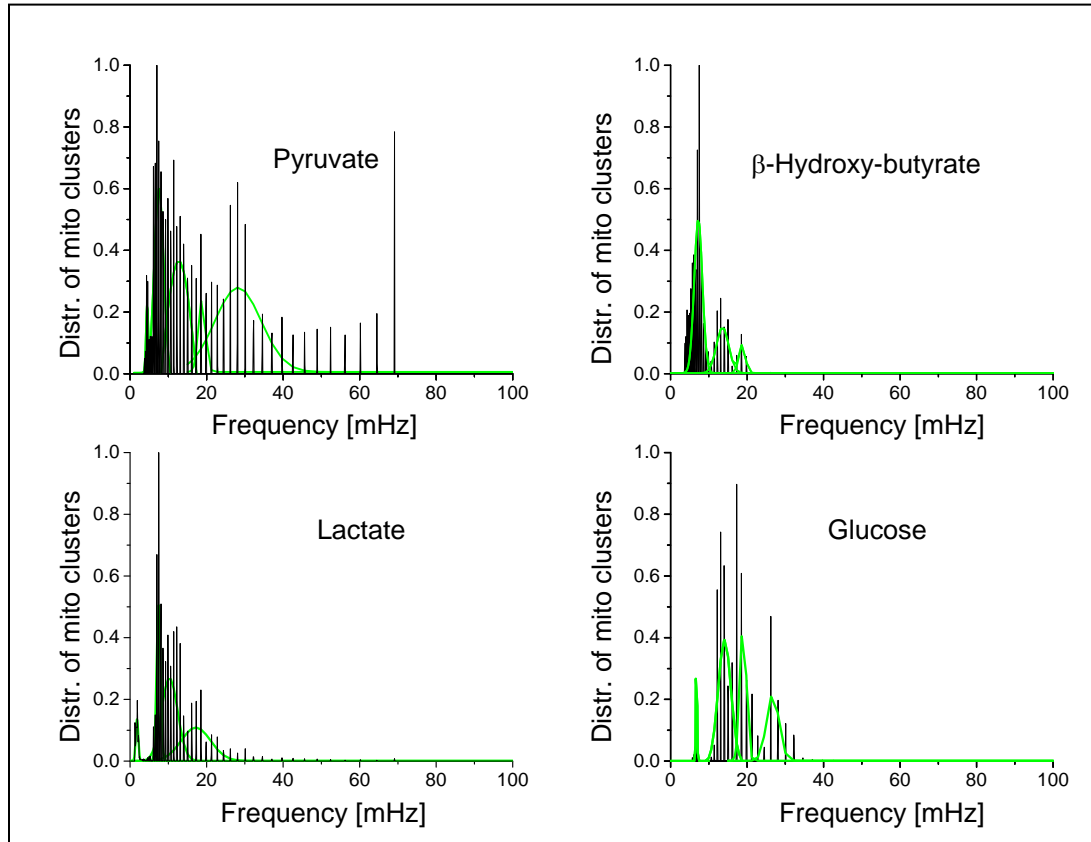 Pyruvate
Distr. of mito clusters
1.0
0.8
0.6
0.4
0.2
0.0
0 20 40 60 80 100
Frequency [mHz]
β-Hydroxy-butyrate
Distr. of mito clusters
1.0
0.8
0.6
0.4
0.2
0.0
0 20 40 60 80 100
Frequency [mHz]
Lactate
Distr. of mito clusters
1.0
0.8
0.6
0.4
0.2
0.0
0 20 40 60 80 100
Frequency [mHz]
Glucose
Distr. of mito clusters
1.0
0.8
0.6
0.4
0.2
0.0
0 20 40 60 80 100
Frequency [mHz]